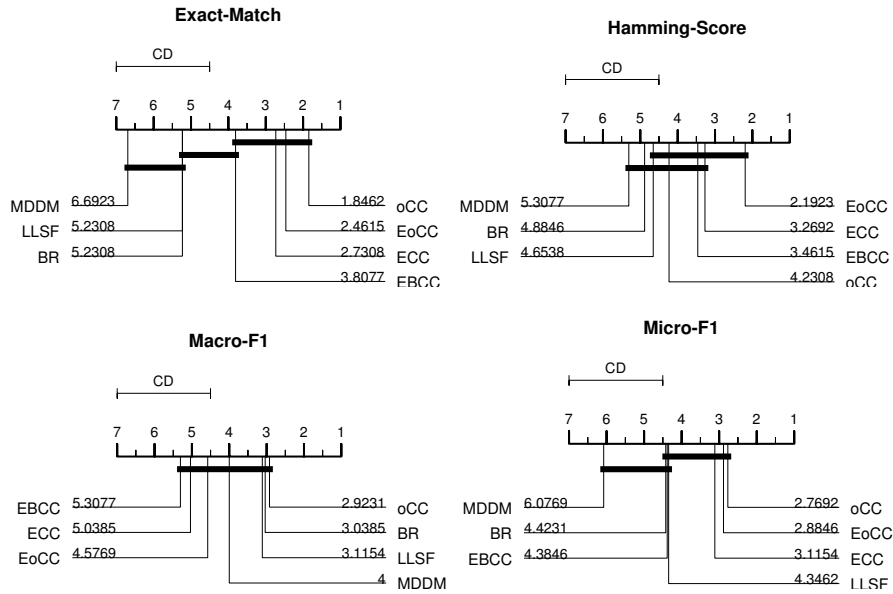 Exact-Match
CD
7 6 5 4 3 2 1
MDDM 6.6923
LLSF 5.2308
BR 5.2308
1.8462 oCC
2.4615 EoCC
2.7308 ECC
3.8077 EBCC
Hamming-Score
CD
7 6 5 4 3 2 1
MDDM 5.3077
BR 4.8846
LLSF 4.6538
2.1923 EoCC
3.2692 ECC
3.4615 EBCC
4.2308 oCC
Macro-F1
CD
7 6 5 4 3 2 1
EBCC 5.3077
ECC 5.0385
EoCC 4.5769
2.9231 oCC
3.0385 BR
3.1154 LLSF
4 MDDM
Micro-F1
CD
7 6 5 4 3 2 1
MDDM 6.0769
BR 4.4231
EBCC 4.3846
2.7692 oCC
2.8846 EoCC
3.1154 ECC
4.3462 LLSF